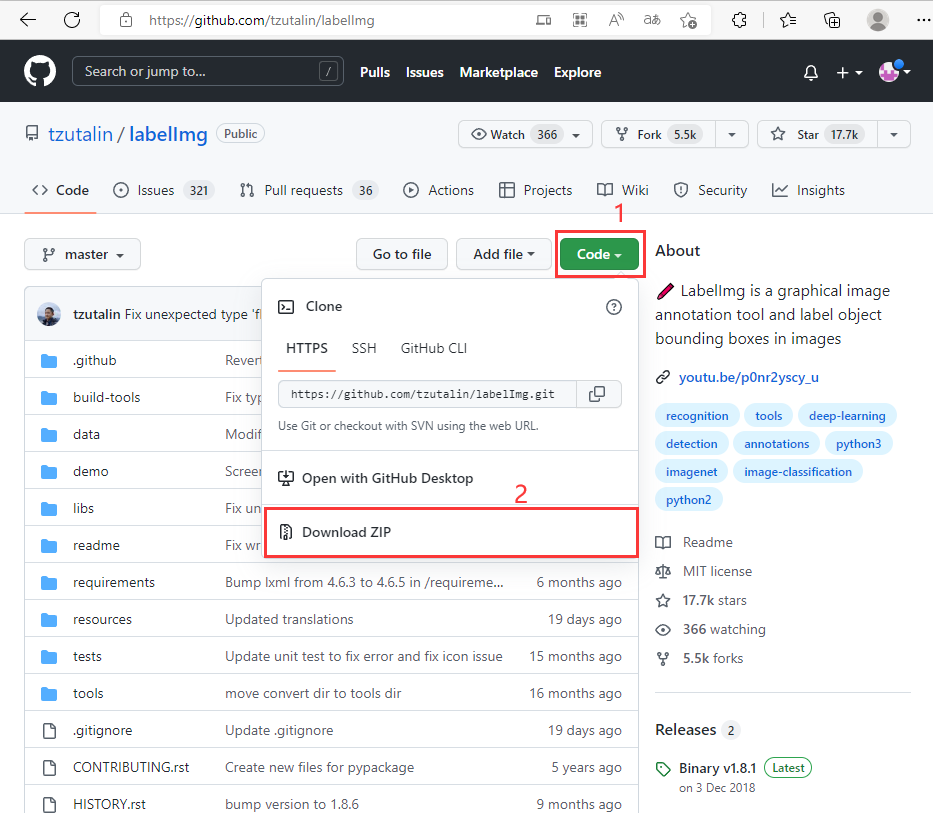 https://github.com/tzutalin/labelImg
Search or jump to... /
Pulls Issues Marketplace Explore
tzutalin / labelImg Public
Watch 366
Fork 5.5k
Star 17.7k
Code
Issues 321
Pull requests 36
Actions
Projects
Wiki
Security
Insights
1
master
Go to file
Add file
Code
tzutalin Fix unexpected type 'fl
Clone
HTTPS SSH GitHub CLI
https://github.com/tzutalin/labelImg.git
Use Git or checkout with SVN using the web URL.
Open with GitHub Desktop
2
Download ZIP
.github Revert
build-tools Fix typ
data Modif
demo Screen
libs Fix un
readme Fix wr
requirements Bump lxml from 4.6.3 to 4.6.5 in /requireme... 6 months ago
resources Updated translations 19 days ago
tests Update unit test to fix error and fix icon issue 15 months ago
tools move convert dir to tools dir 16 months ago
.gitignore Update .gitignore 19 days ago
CONTRIBUTING.rst Create new files for pypackage 5 years ago
HISTORY.rst bump version to 1.8.6 9 months ago
About
LabelImg is a graphical image
annotation tool and label object
bounding boxes in images
youtu.be/p0nr2yscy_u
recognition tools deep-learning
detection annotations python3
imagenet image-classification
python2
Readme
MIT license
17.7k stars
366 watching
5.5k forks
Releases 2
Binary v1.8.1 Latest
on 3 Dec 2018